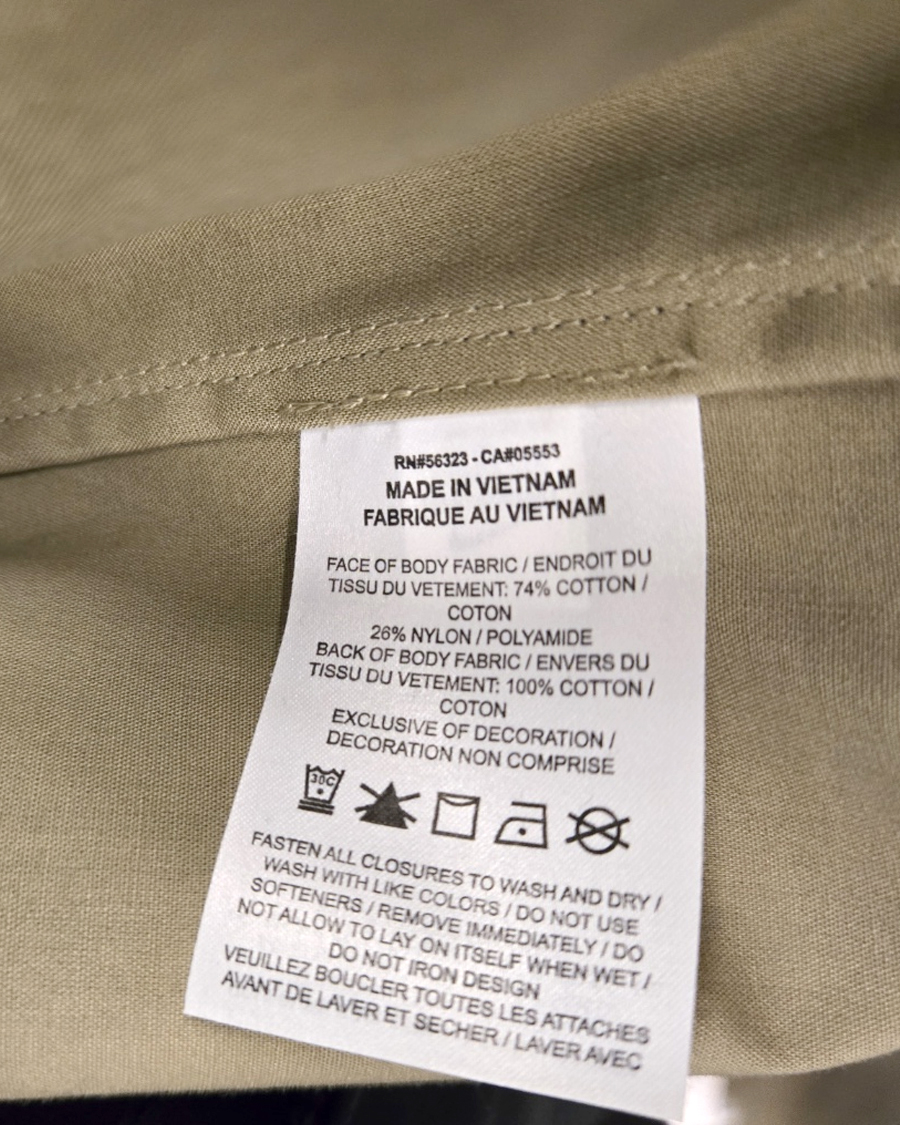 RN#56323 - CA#05553
MADE IN VIETNAM
FABRIQUE AU VIETNAM
FACE OF BODY FABRIC / ENDROIT DU
TISSU DU VETEMENT: 74% COTTON /
COTON
26% NYLON / POLYAMIDE
BACK OF BODY FABRIC / ENVERS DU
TISSU DU VETEMENT: 100% COTTON /
COTON
EXCLUSIVE OF DECORATION /
DECORATION NON COMPRISE
30C
FASTEN ALL CLOSURES TO WASH AND DRY /
WASH WITH LIKE COLORS / DO NOT USE
SOFTENERS / REMOVE IMMEDIATELY / DO
NOT ALLOW TO LAY ON ITSELF WHEN WET /
DO NOT IRON DESIGN
VEUILLEZ BOUCLER TOUTES LES ATTACHES
AVANT DE LAVER ET SECHER / LAVER AVEC